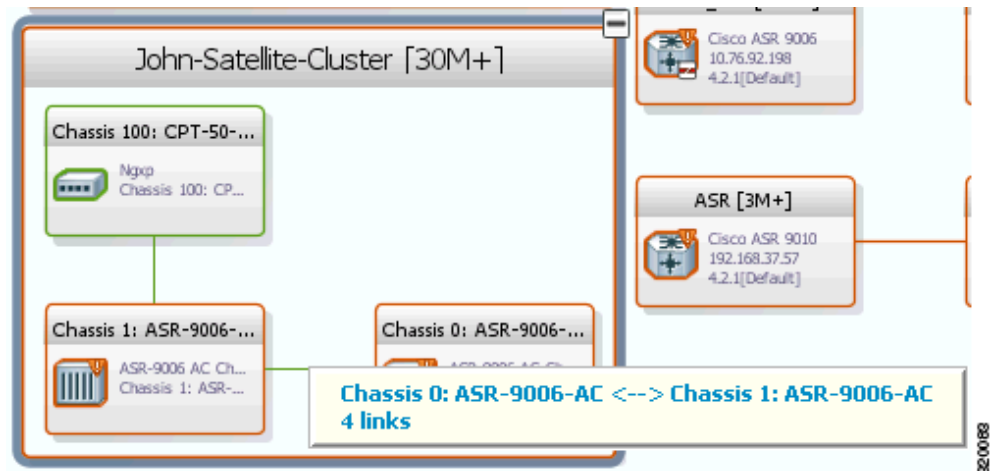 John-Satellite-Cluster [30M+]
Chassis 100: CPT-50-...
Ngxp
Chassis 100: CP...
Chassis 1: ASR-9006-...
ASR-9006 AC Ch...
Chassis 1: ASR-...
Chassis 0: ASR-9006-...
Chassis 0: ASR-9006-AC <--> Chassis 1: ASR-9006-AC
4 links
Cisco ASR 9006
10.76.92.198
4.2.1[Default]
ASR [3M+]
Cisco ASR 9010
192.168.37.57
4.2.1[Default]
320083